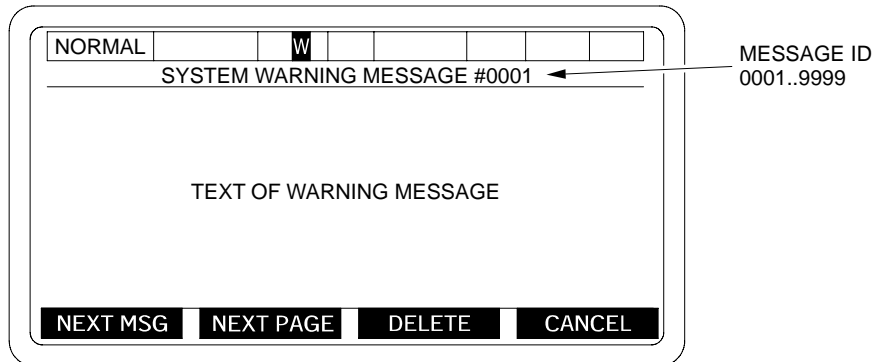 NORMAL W
SYSTEM WARNING MESSAGE #0001
MESSAGE ID
0001..9999
TEXT OF WARNING MESSAGE
NEXT MSG NEXT PAGE DELETE CANCEL